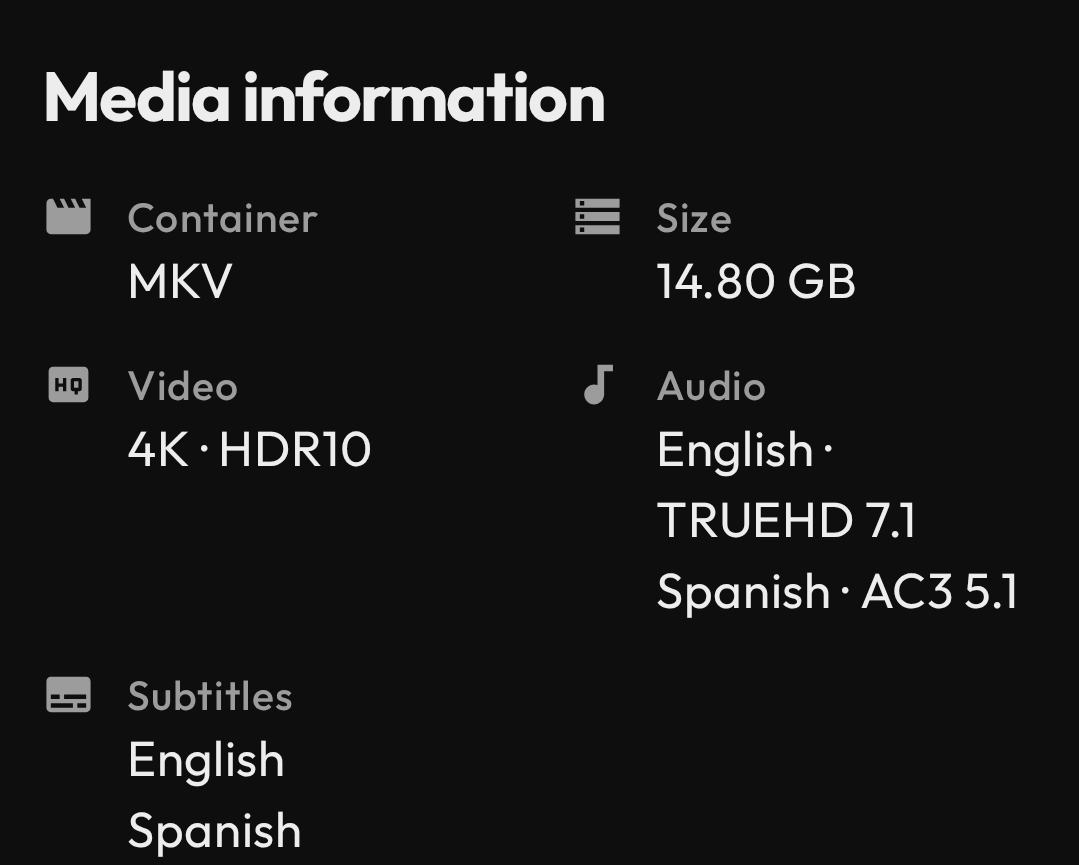 Media information
Container
MKV
Size
14.80 GB
HQ
Video
4K · HDR10
Audio
English ·
TRUEHD 7.1
Spanish · AC3 5.1
Subtitles
English
Spanish